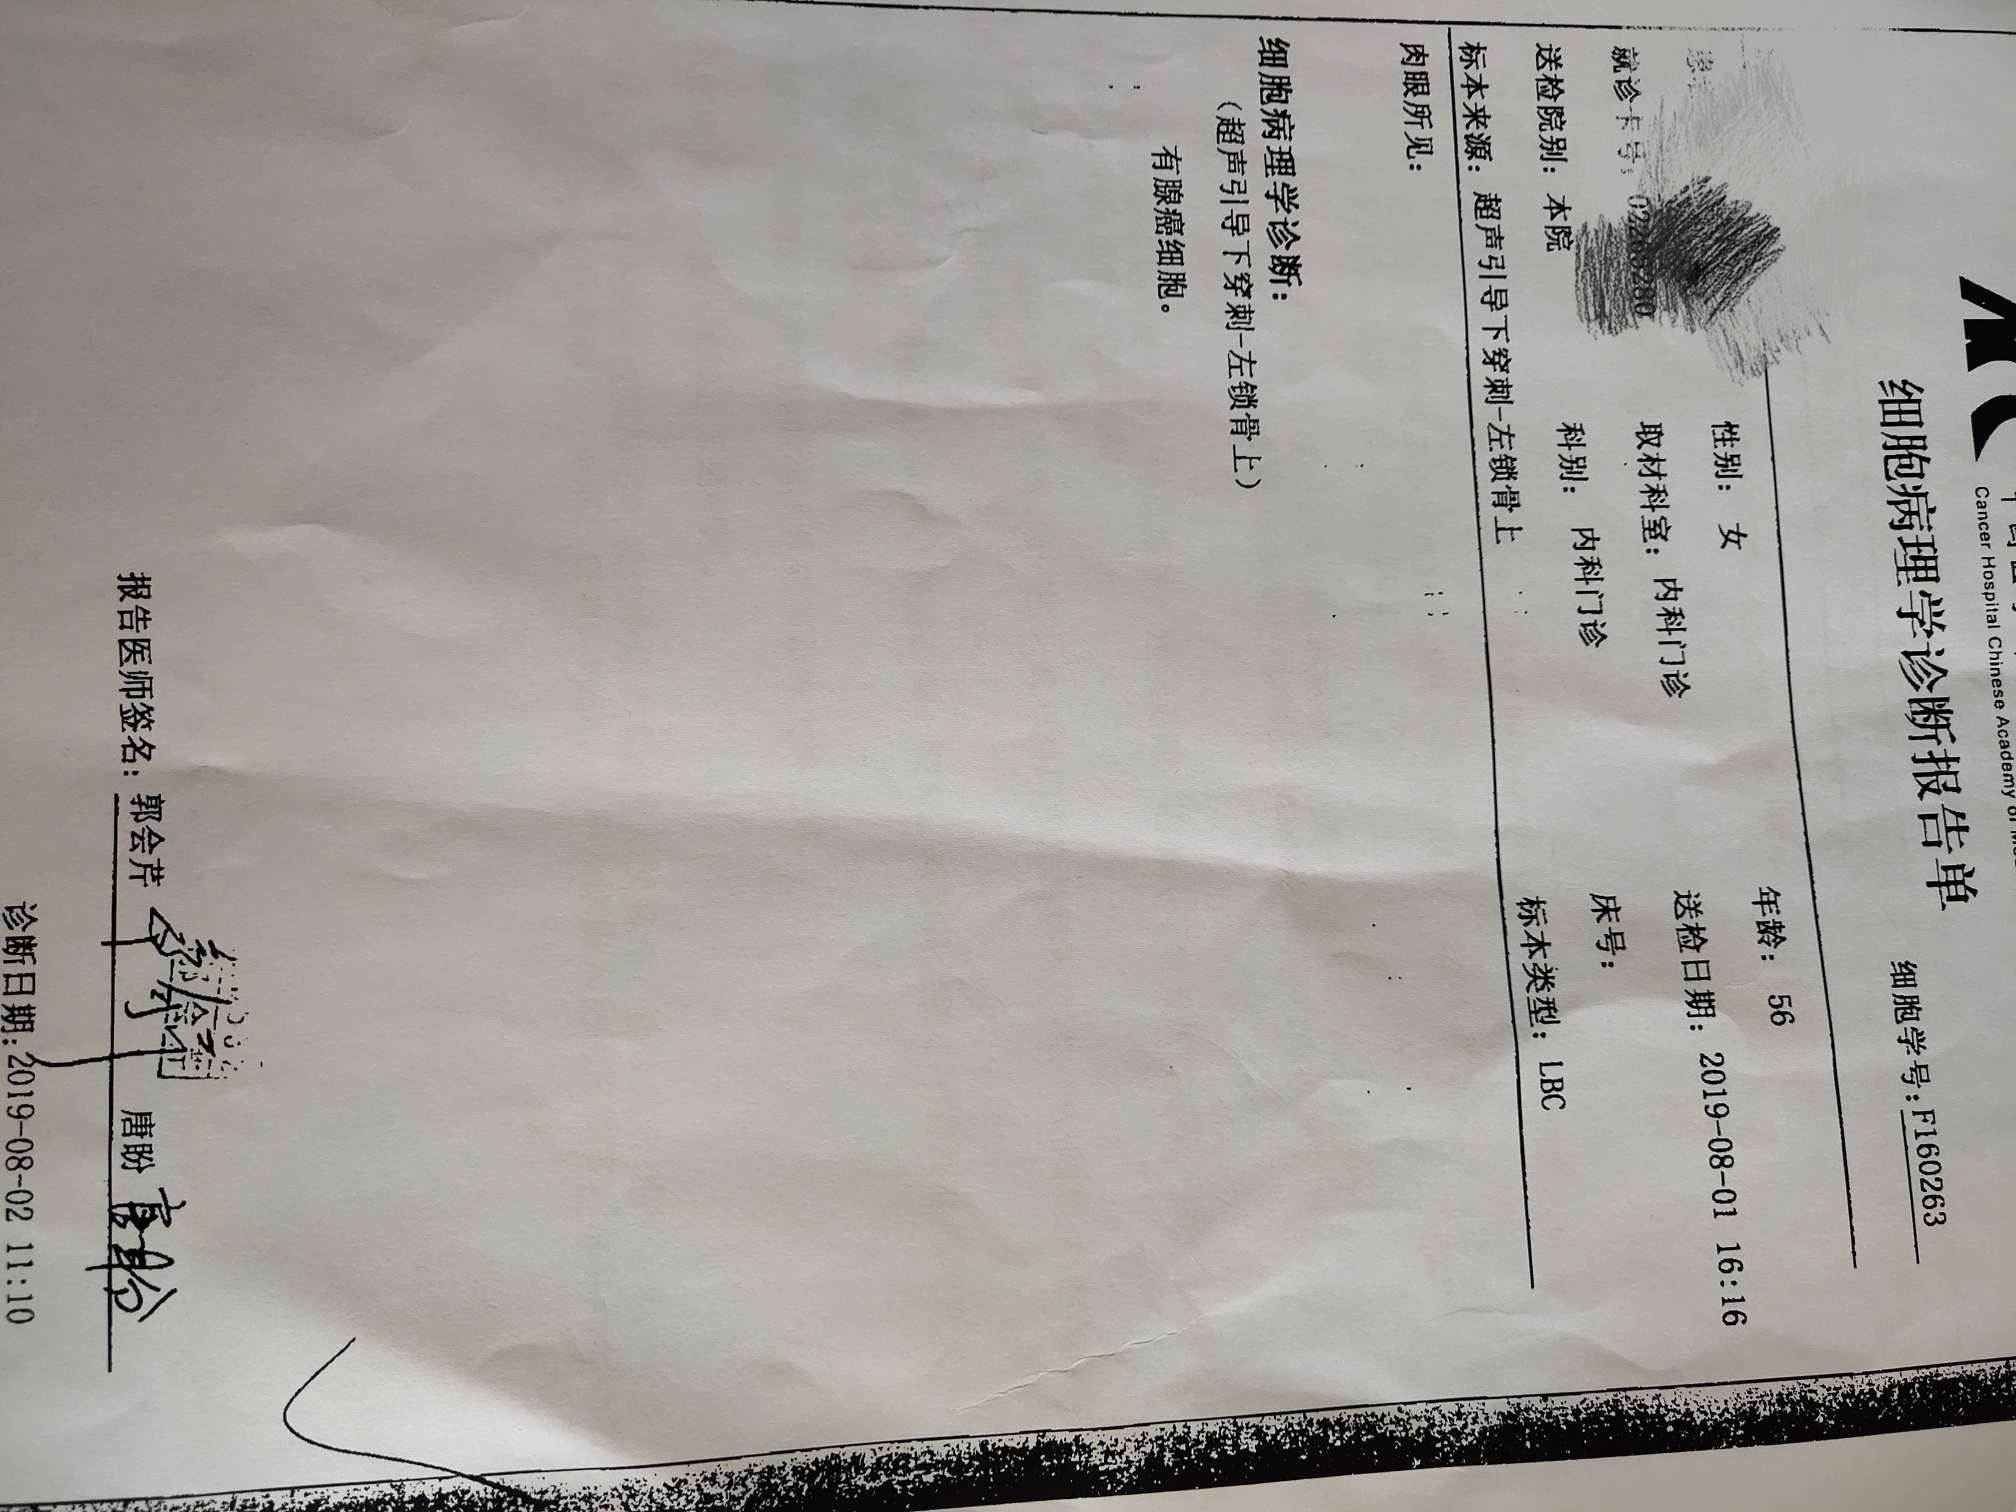 Cancer Hospital Chinese Academy of
细胞病理学诊断报告单
细胞学号：F160263
性别： 女 年龄： 56
就诊卡号：
取材科室： 内科门诊 送检日期： 2019-08-01 16:16
送检院别： 本院 科别： 内科门诊 床号：
标本来源： 超声引导下穿刺-左锁骨上 标本类型： LBC
肉眼所见：
细胞病理学诊断：
（超声引导下穿刺-左锁骨上）
有腺癌细胞。
报告医师签名：郭会芹 唐盼
诊断日期：2019-08-02 11:10